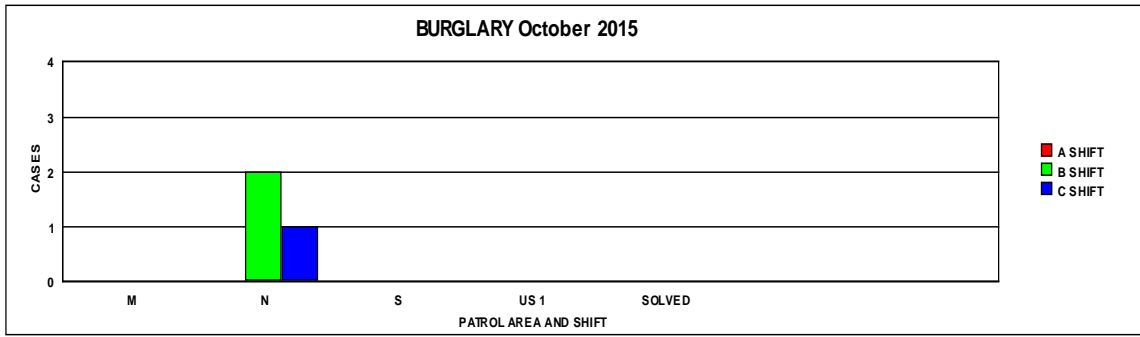 BURGLARY October 2015
4
3
2
1
0
CASES
M N S US 1 SOLVED
PATROL AREA AND SHIFT
A SHIFT
B SHIFT
C SHIFT